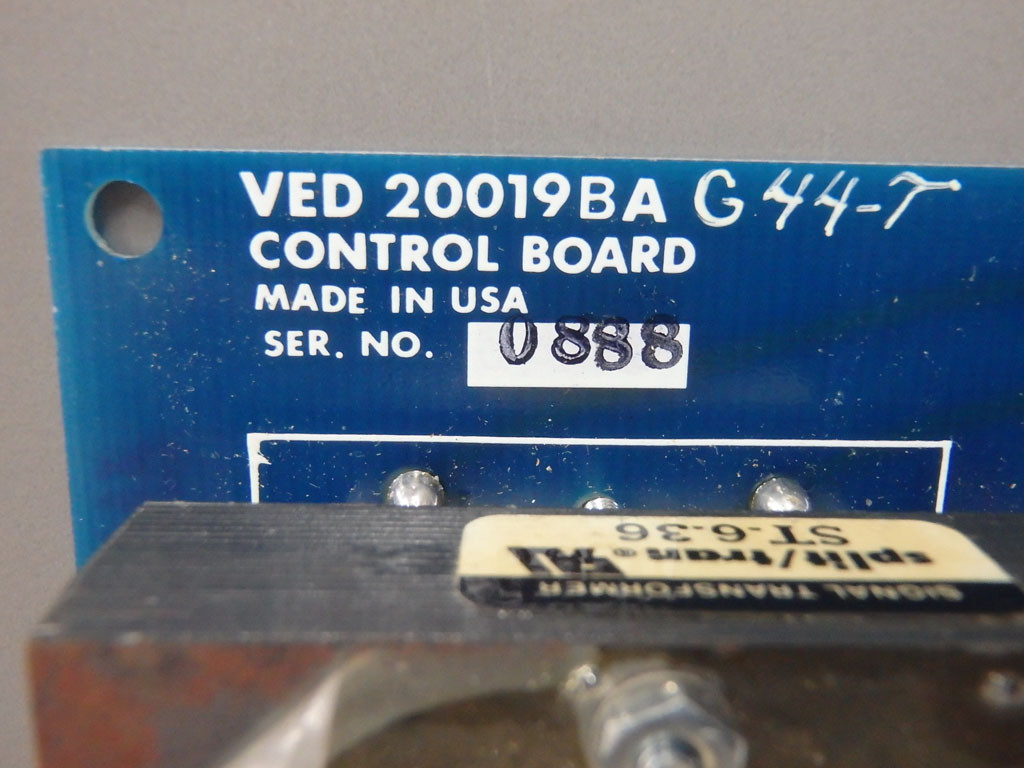 VED 20019BA G44-T
CONTROL BOARD
MADE IN USA
SER. NO. 0888
SIGNAL TRANSFORMER
split/tran®
ST-6-36